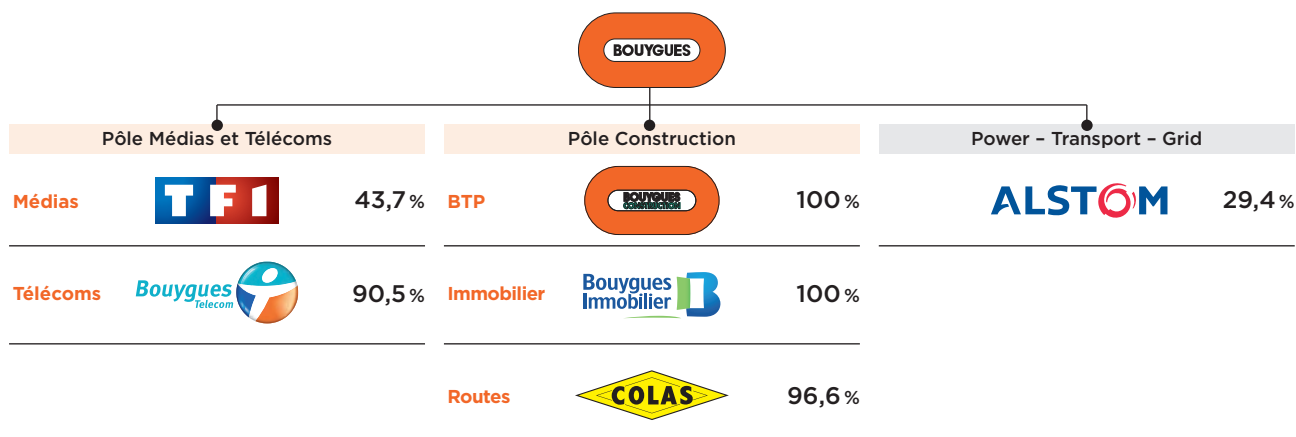 BOUYGUES
Pôle Médias et Télécoms
Médias
TF1
43,7 %
Télécoms
Bouygues
Telecom
90,5 %
Pôle Construction
BTP
BOUYGUES
CONSTRUCTION
100 %
Immobilier
Bouygues
Immobilier
100 %
Routes
COLAS
96,6 %
Power – Transport – Grid
ALSTOM
29,4 %